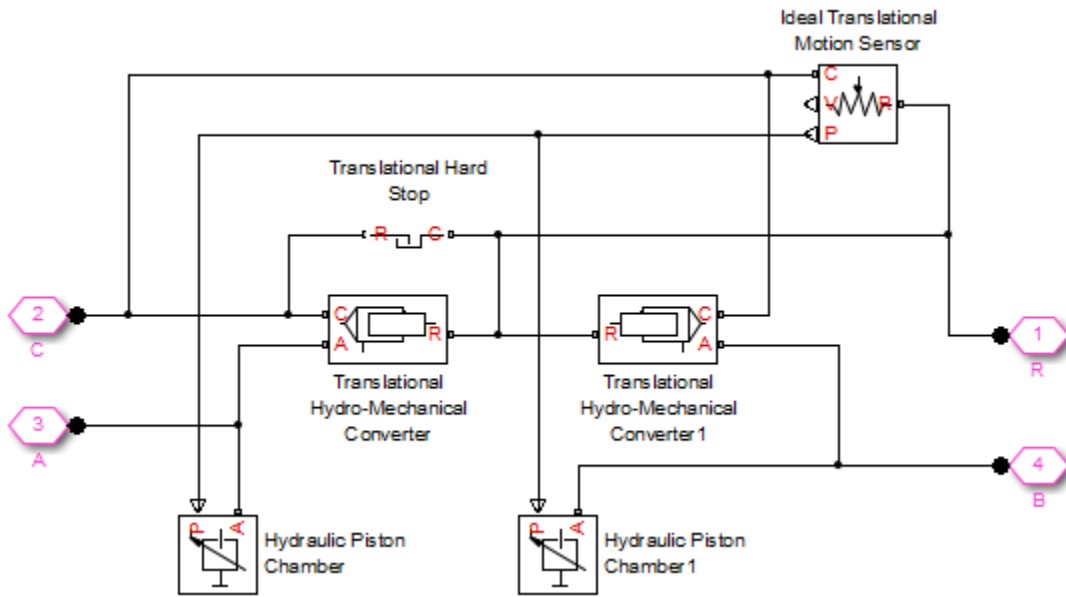 Ideal Translational
Motion Sensor
C
V
R
P
Translational Hard
Stop
R C
2
C
C
A
R
Translational
Hydro-Mechanical
Converter
C
R
A
Translational
Hydro-Mechanical
Converter1
1
R
3
A
4
B
P A
Hydraulic Piston
Chamber
P A
Hydraulic Piston
Chamber1